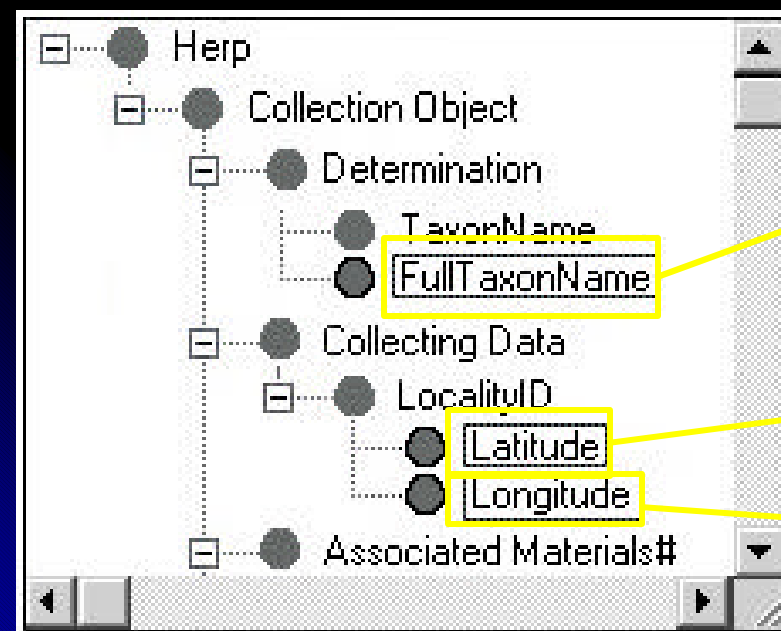 Herp
Collection Object
Determination
TaxonName
FullTaxonName
Collecting Data
LocalityID
Latitude
Longitude
Associated Materials#